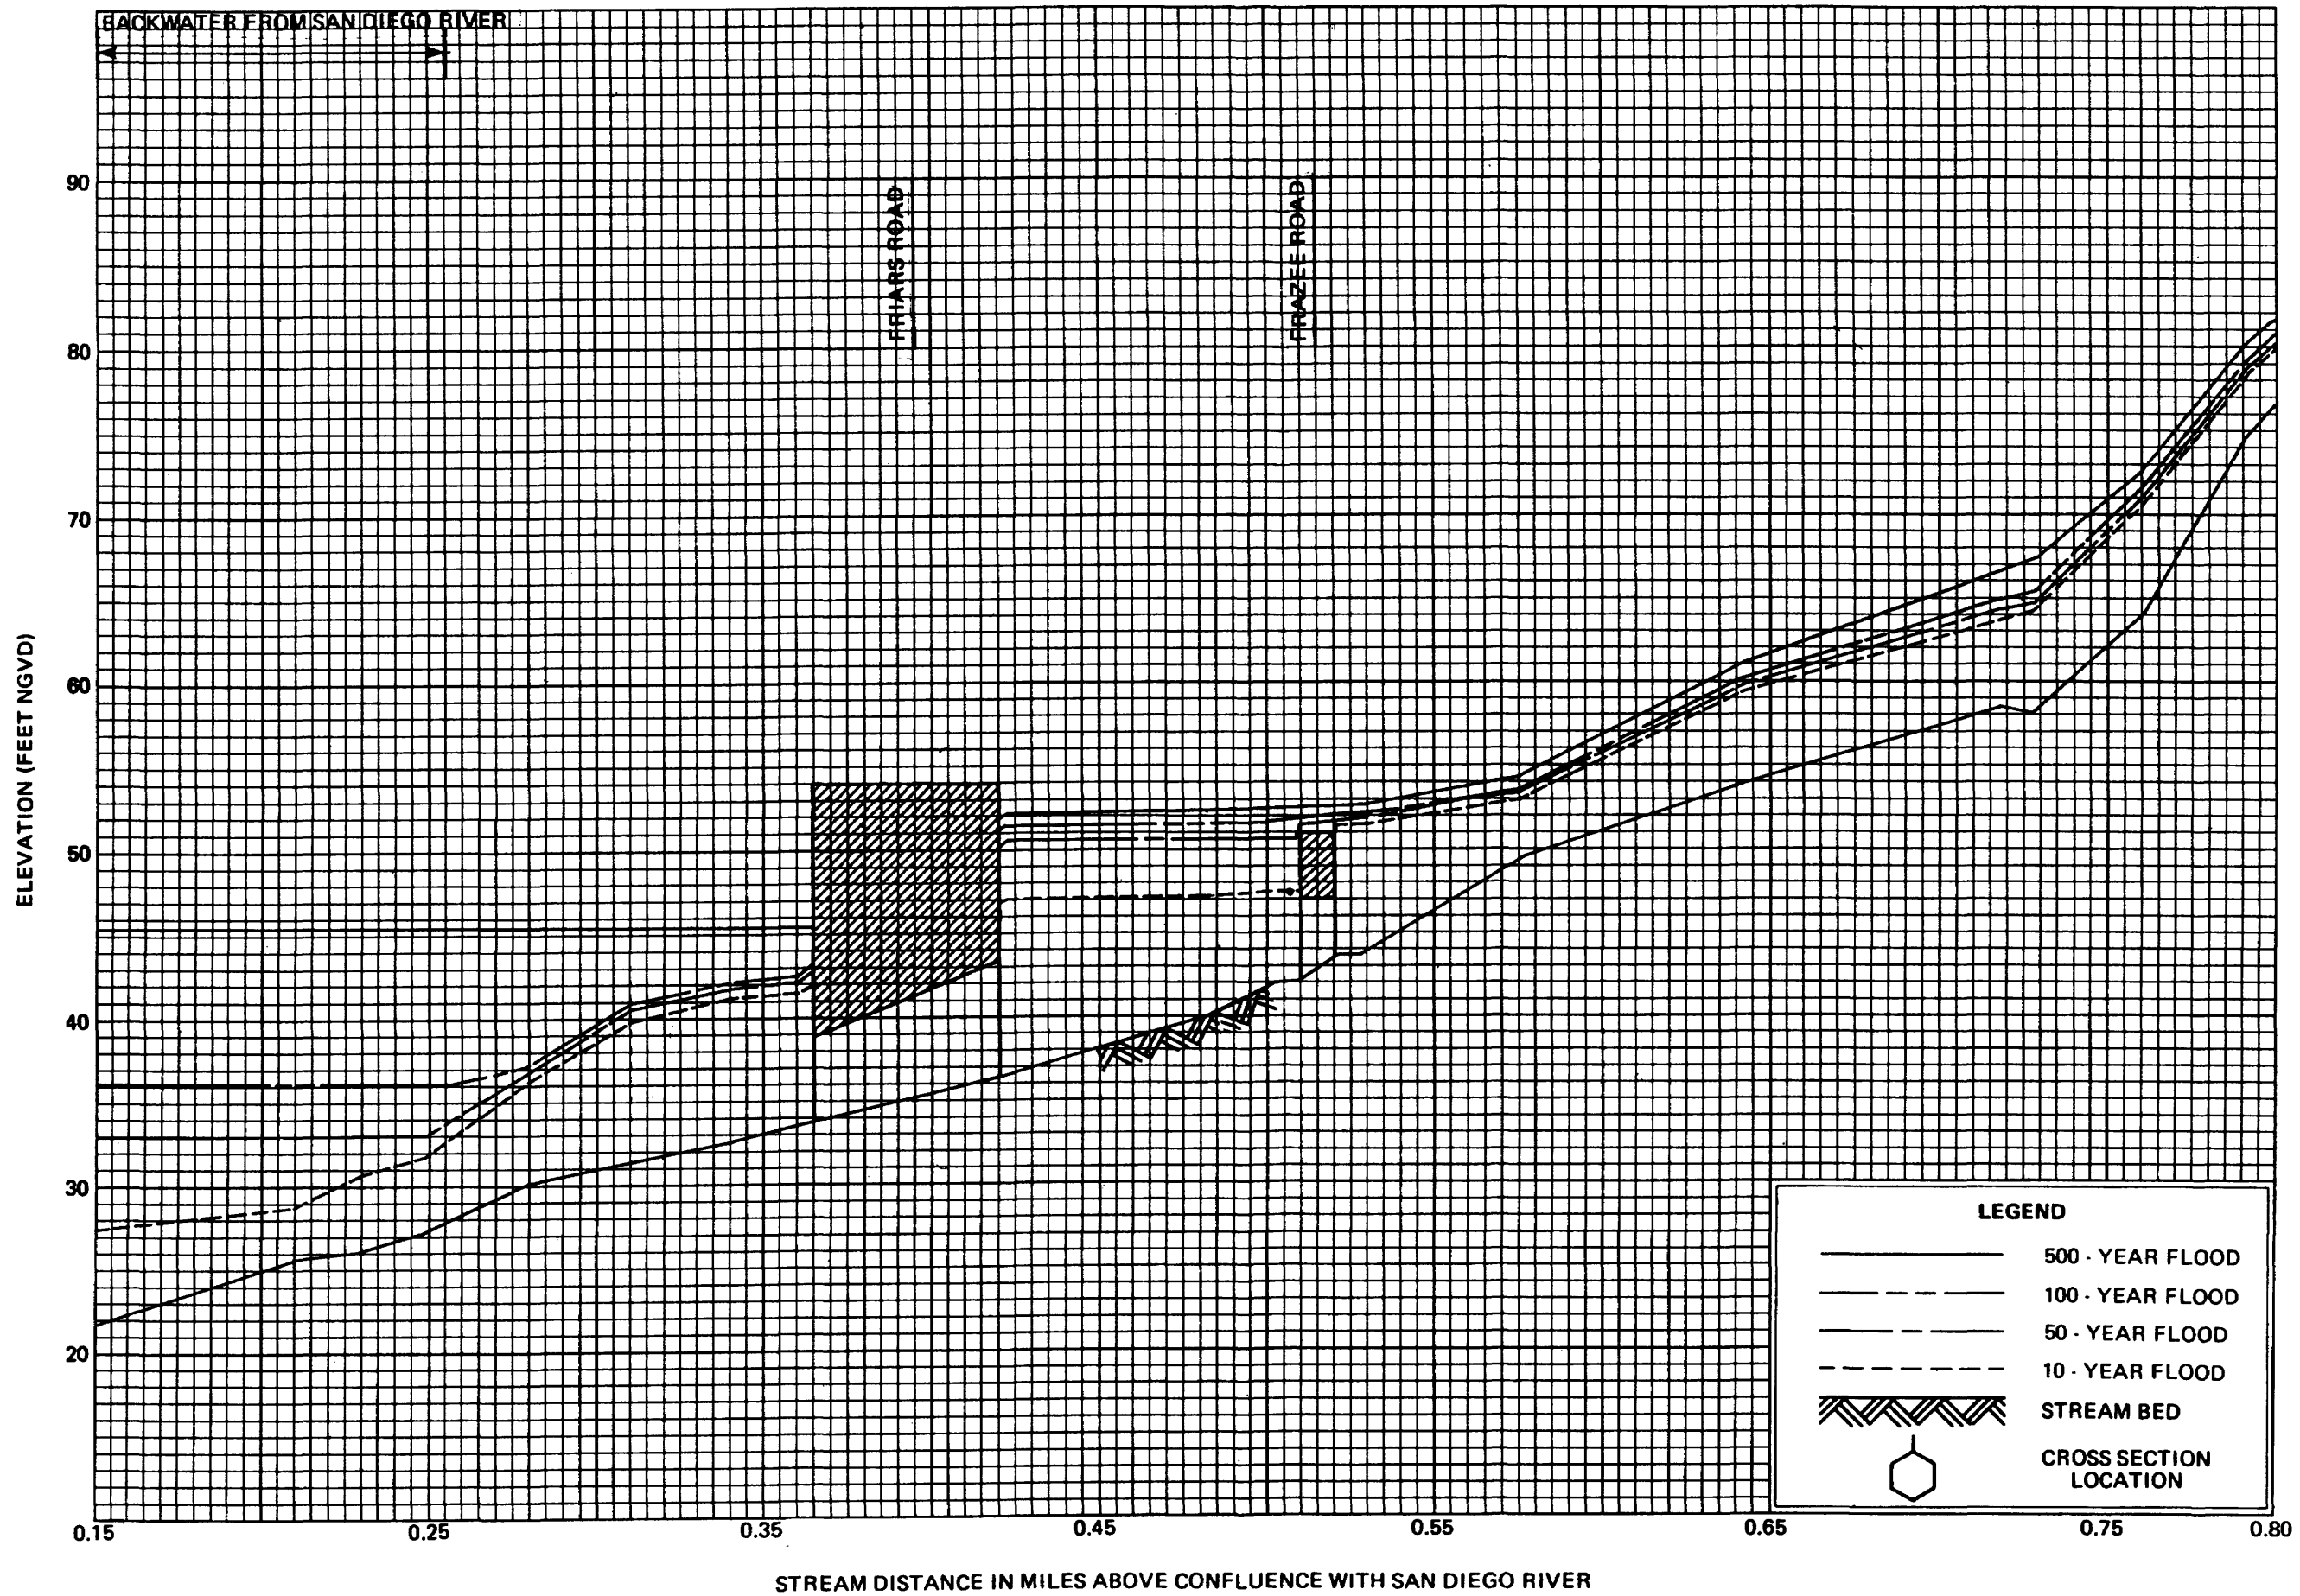 BACKWATER FROM SAN DIEGO RIVER
FRIARS ROAD
FRAZEE ROAD
ELEVATION (FEET NGVD)
90
80
70
60
50
40
30
20
0.15
0.25
0.35
0.45
0.55
0.65
0.75
0.80
STREAM DISTANCE IN MILES ABOVE CONFLUENCE WITH SAN DIEGO RIVER
LEGEND
500 - YEAR FLOOD
100 - YEAR FLOOD
50 - YEAR FLOOD
10 - YEAR FLOOD
STREAM BED
CROSS SECTION
LOCATION